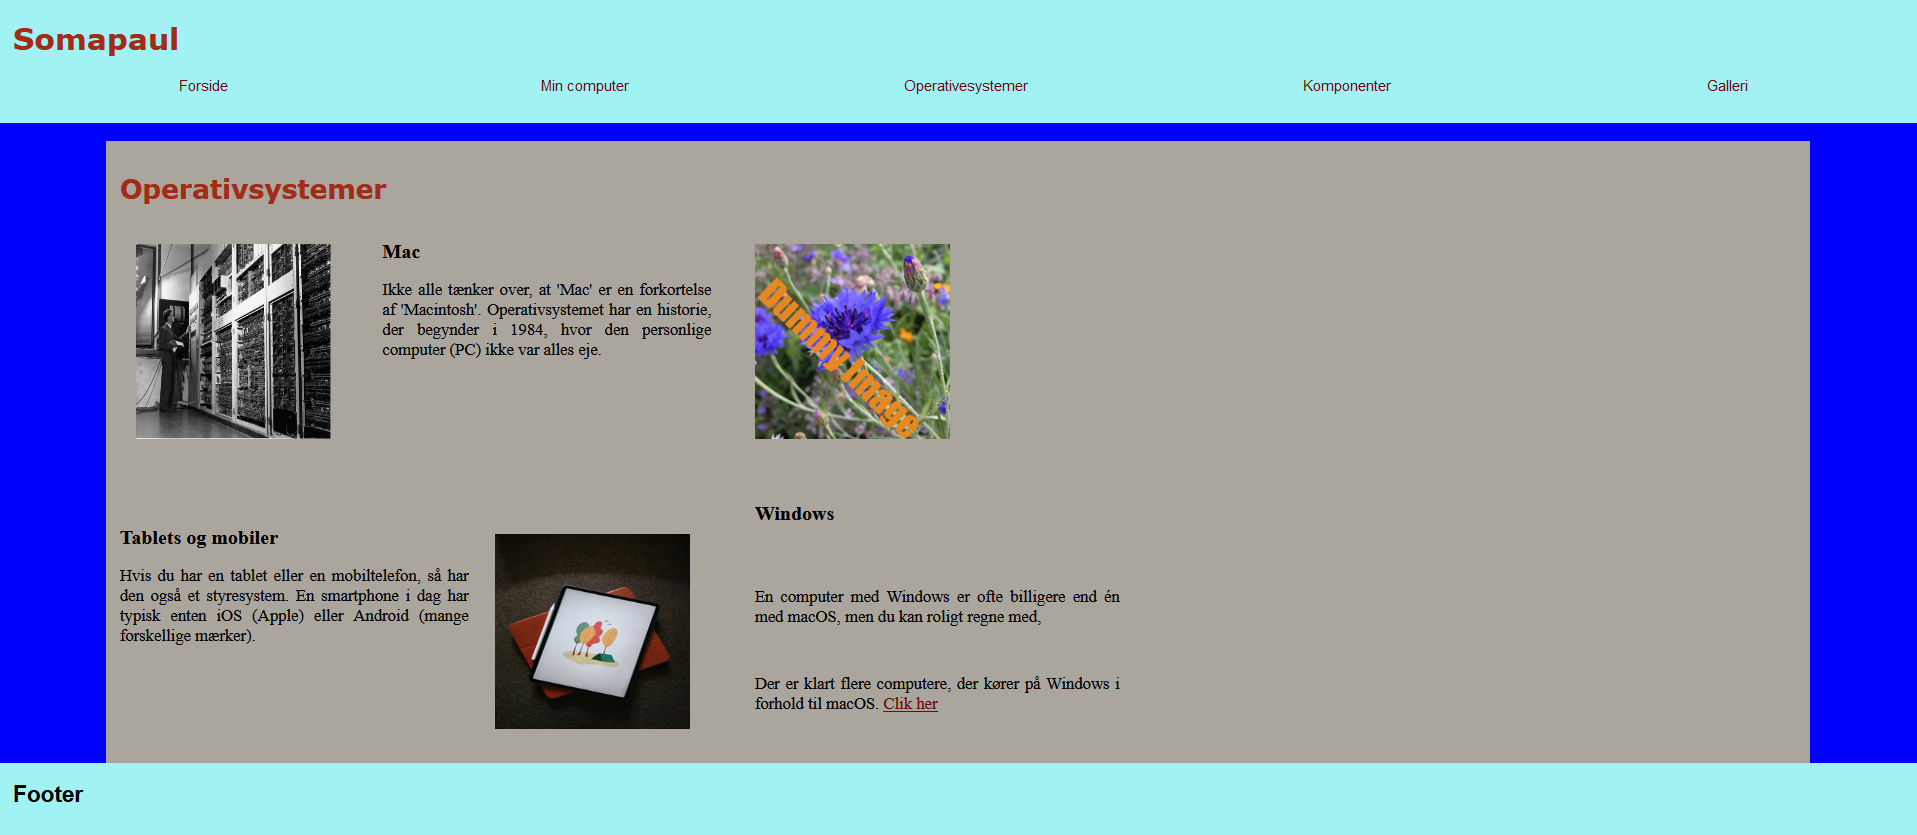 Somapaul
Forside Min computer Operativesystemer Komponenter Galleri
Operativsystemer
Mac
Ikke alle tænker over, at 'Mac' er en forkortelse
af 'Macintosh'. Operativsystemet har en historie,
der begynder i 1984, hvor den personlige
computer (PC) ikke var alles eje.
Dummy Image
Tablets og mobiler
Hvis du har en tablet eller en mobiltelefon, så har
den også et styresystem. En smartphone i dag har
typisk enten iOS (Apple) eller Android (mange
forskellige mærker).
Windows
En computer med Windows er ofte billigere end én
med macOS, men du kan roligt regne med,
Der er klart flere computere, der kører på Windows i
forhold til macOS. Clik her
Footer